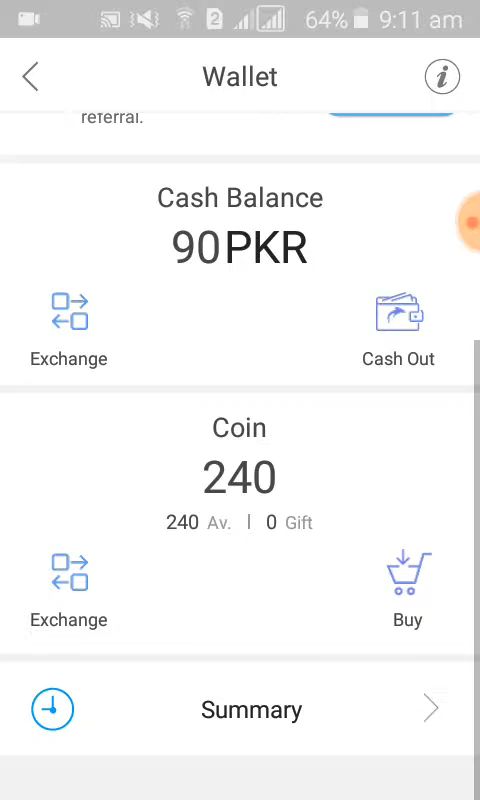 2 64% 9:11 am
Wallet
referral.
Cash Balance
90 PKR
Exchange
Cash Out
Coin
240
240 Av. | 0 Gift
Exchange
Buy
Summary